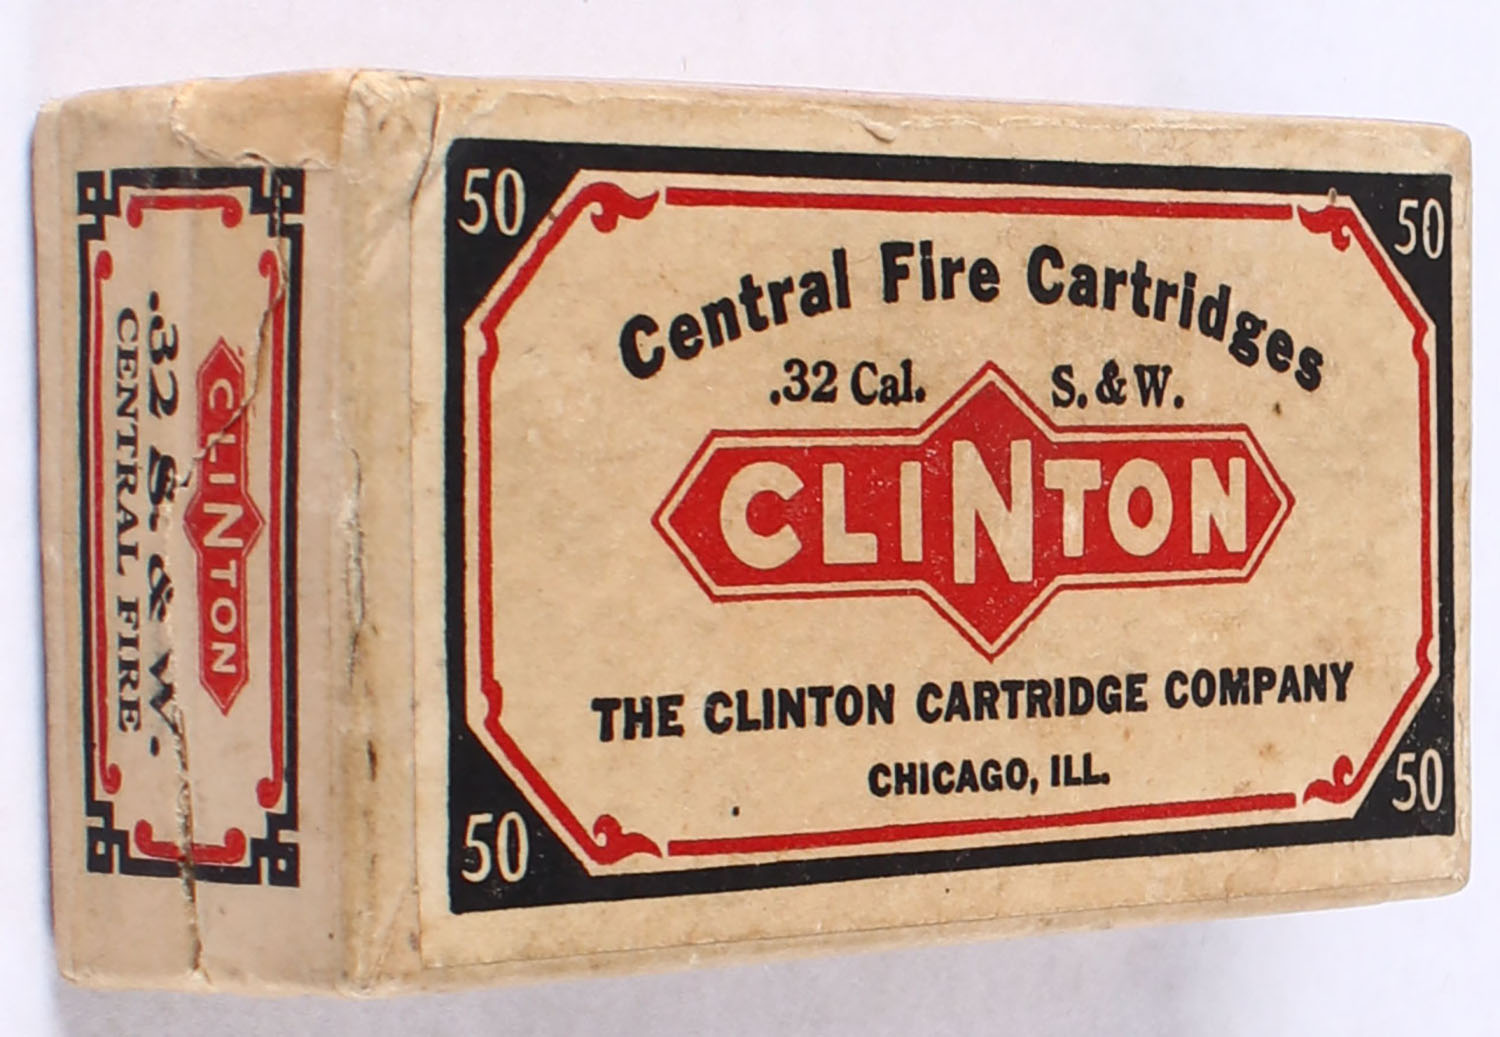 50
50
Central Fire Cartridges
.32 Cal. S. & W.
CLINTON
THE CLINTON CARTRIDGE COMPANY
CHICAGO, ILL.
50
50
CLINTON
.32 S. & W.
CENTRAL FIRE